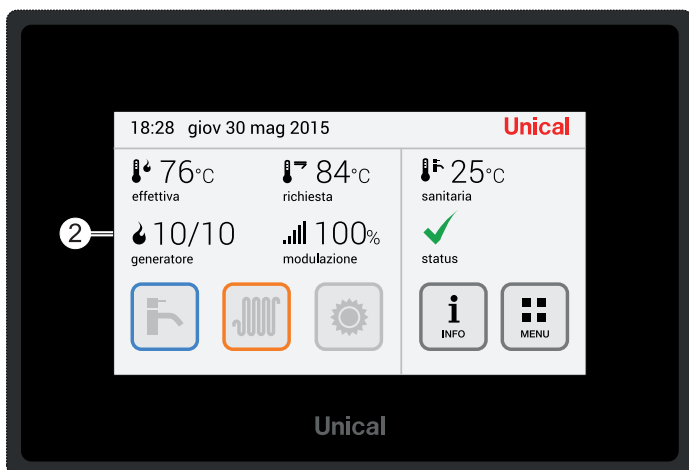 18:28 giov 30 mag 2015 Unical
76°C 84°C 25°C
effettiva richiesta sanitaria
2 10/10 100%
generatore modulazione status
i
INFO MENU
Unical